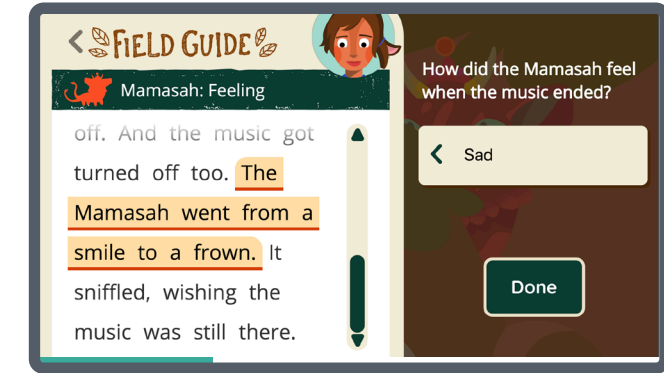 FIELD GUIDE
Mamasah: Feeling
off. And the music got
turned off too. The
Mamasah went from a
smile to a frown. It
sniffled, wishing the
music was still there.
How did the Mamasah feel
when the music ended?
Sad
Done